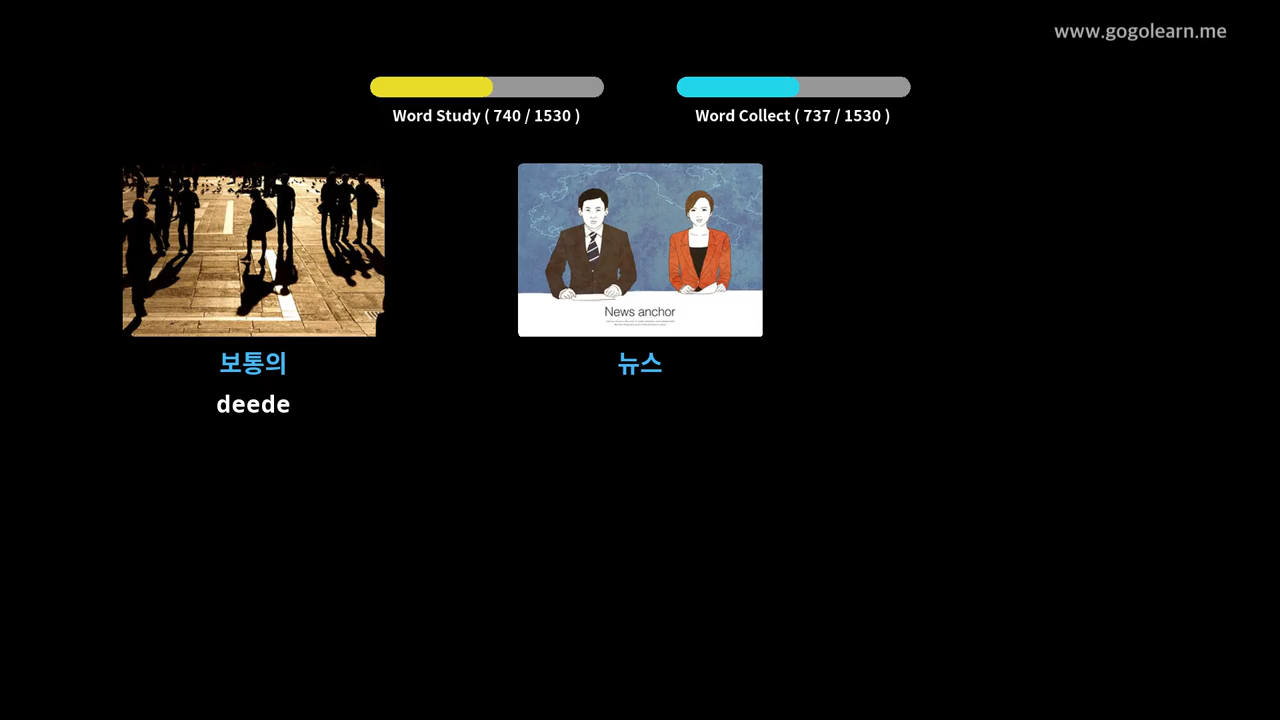 www.gogolearn.me
Word Study ( 740 / 1530 )
Word Collect ( 737 / 1530 )
News anchor
보통의
뉴스
deede